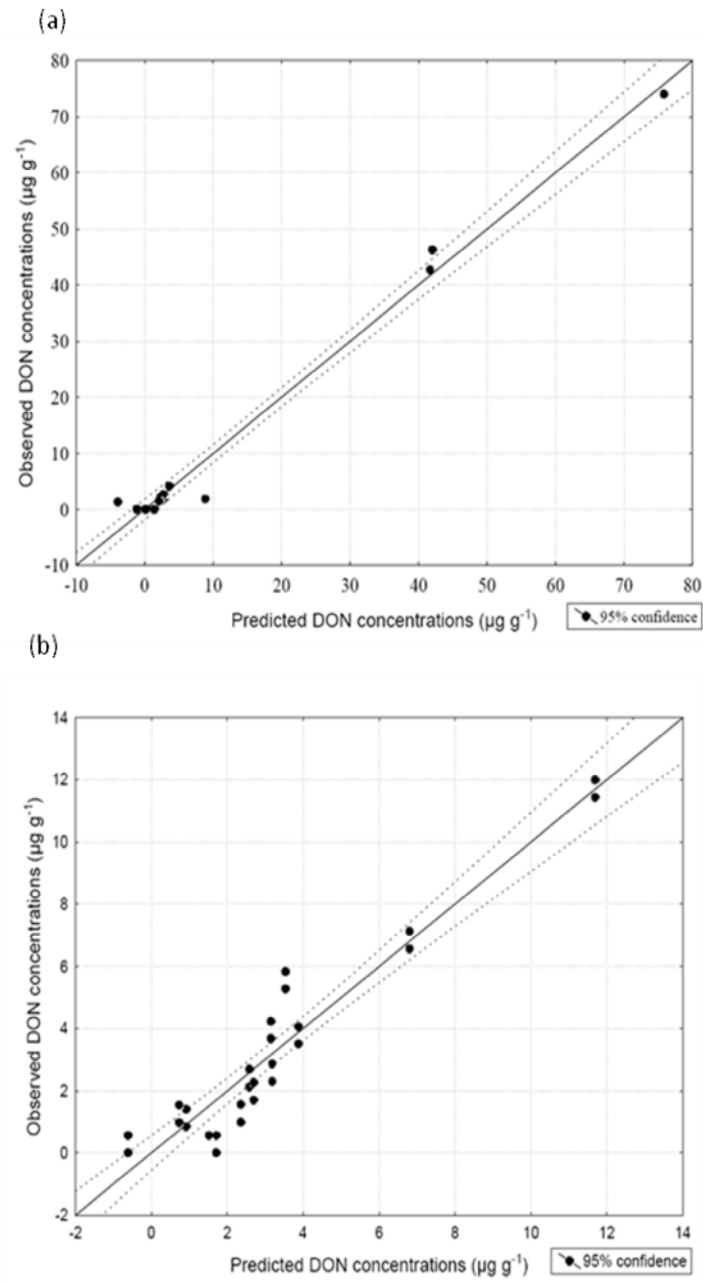 (a)
80
70
60
50
40
30
20
10
0
-10
Observed DON concentrations (µg g⁻¹)
-10 0 10 20 30 40 50 60 70 80
Predicted DON concentrations (µg g⁻¹)
95% confidence
(b)
14
12
10
8
6
4
2
0
-2
Observed DON concentrations (µg g⁻¹)
-2 0 2 4 6 8 10 12 14
Predicted DON concentrations (µg g⁻¹)
95% confidence